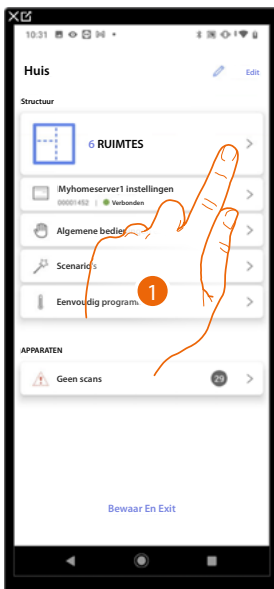 10:31
Huis
Edit
Structuur
6 RUIMTES
Myhomeserver1 instellingen
00001452 | Verbonden
Algemene bedien
Scenario's
Eenvoudig program
1
APPARATEN
Geen scans
29
Bewaar En Exit